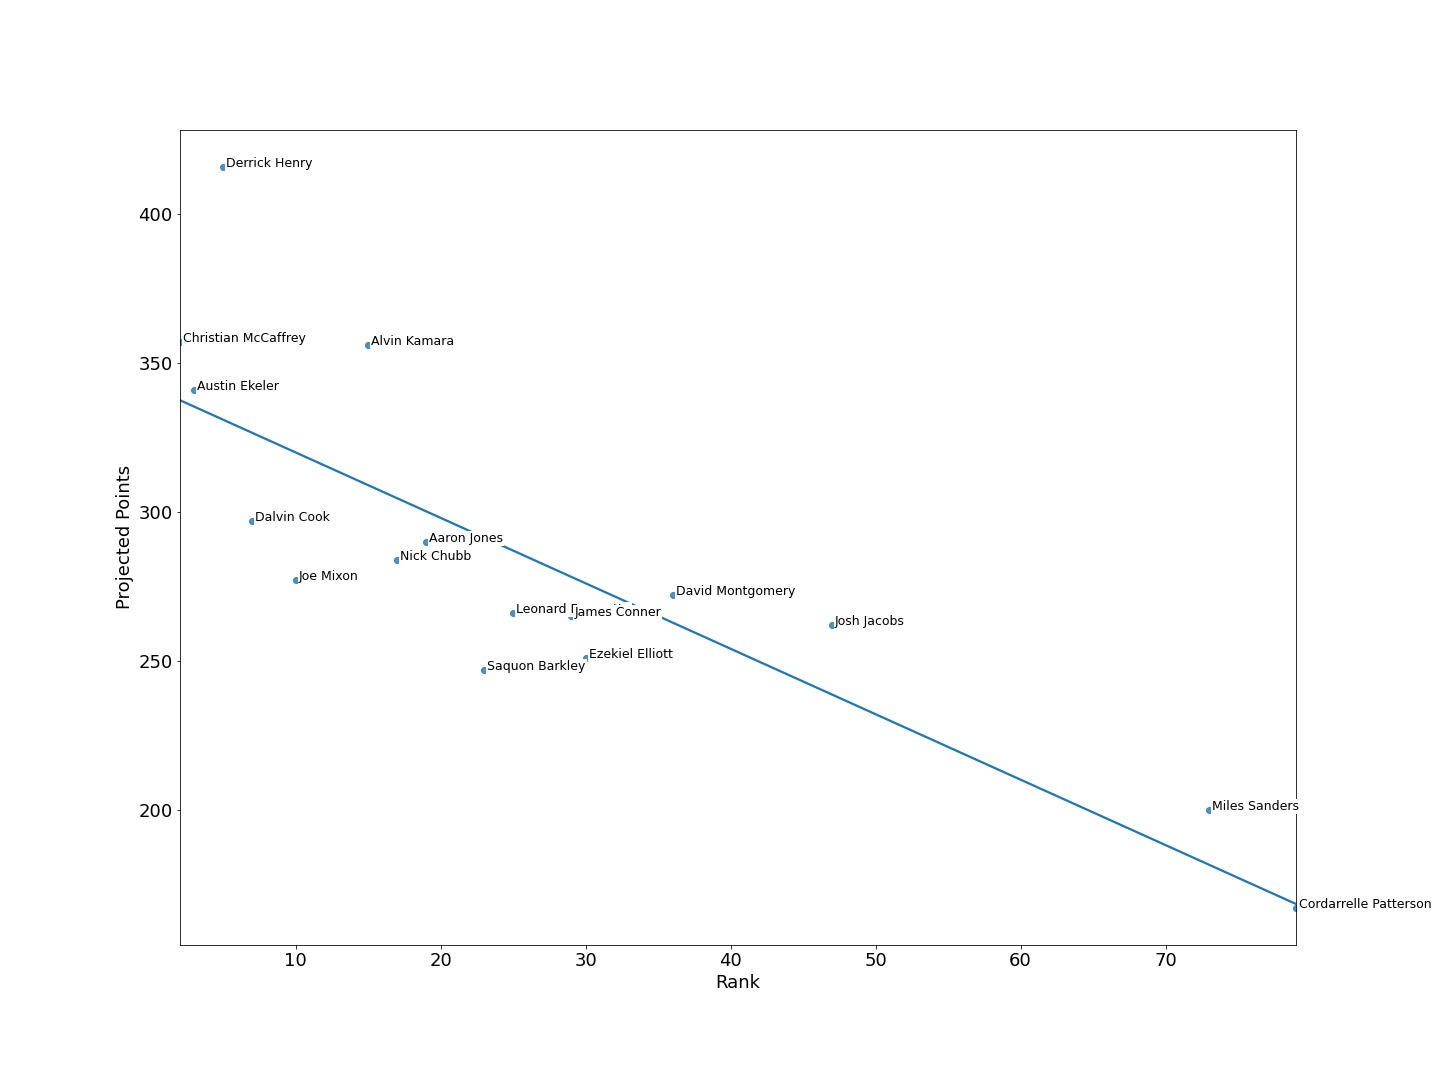 Derrick Henry
400
Christian McCaffrey
Alvin Kamara
350
Austin Ekeler
Projected Points
300
Dalvin Cook
Aaron Jones
Nick Chubb
Joe Mixon
David Montgomery
Leonard
James Conner
Josh Jacobs
Ezekiel Elliott
250
Saquon Barkley
200
Miles Sanders
Cordarrelle Patterson
10 20 30 40 50 60 70
Rank